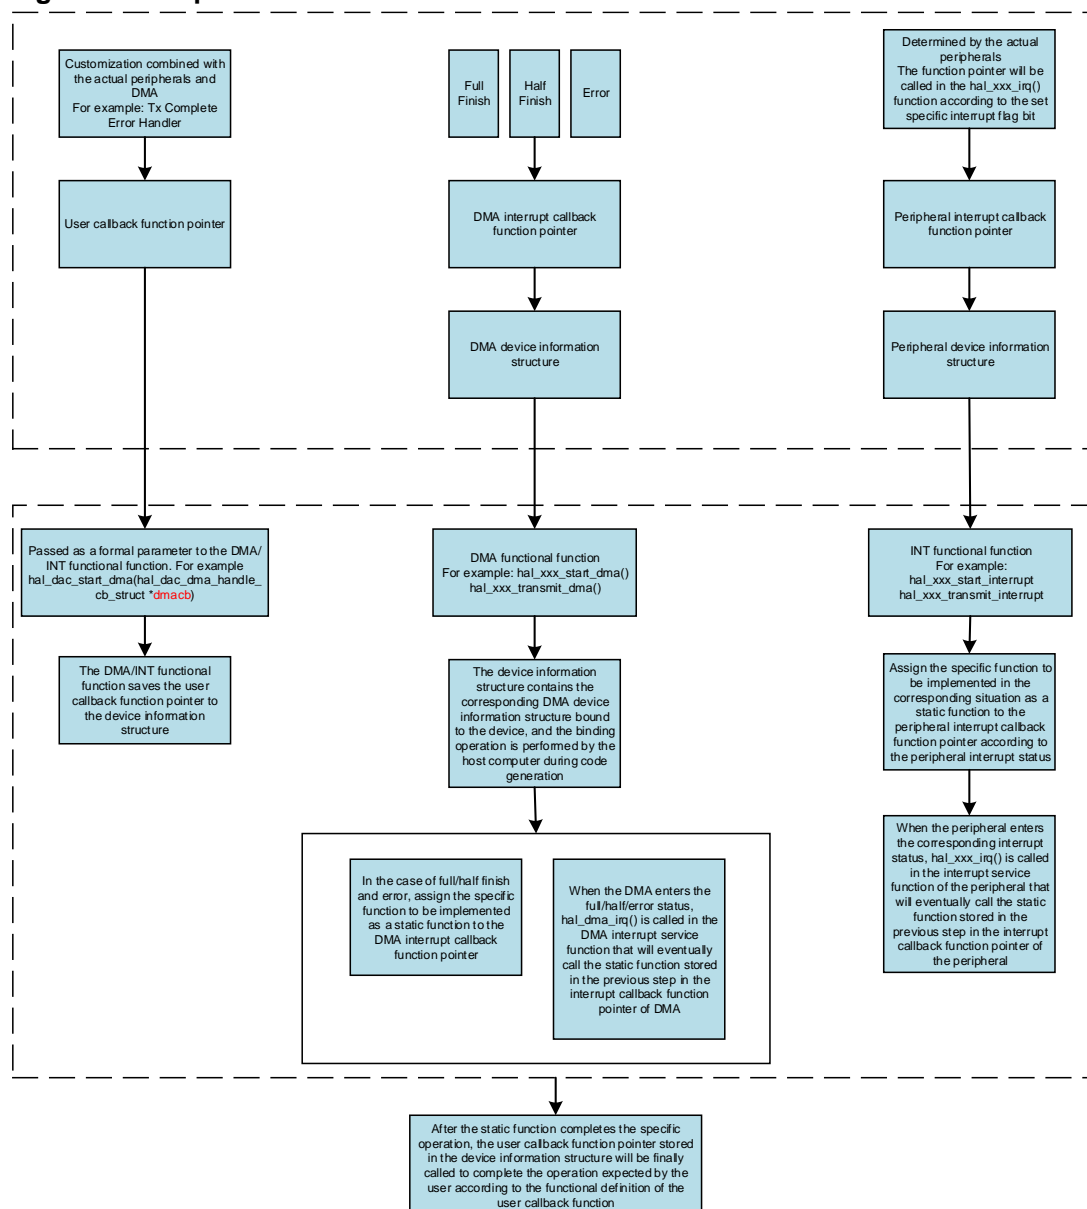 Customization combined with
the actual peripherals and
DMA
For example: Tx Complete
Error Handler
User callback function pointer
Full
Finish
Half
Finish
Error
DMA interrupt callback
function pointer
DMA device information
structure
Determined by the actual
peripherals
The function pointer will be
called in the hal_xxx_irq()
function according to the set
specific interrupt flag bit
Peripheral interrupt callback
function pointer
Peripheral device information
structure
Passed as a formal parameter to the DMA/
INT functional function. For example
hal_dac_start_dma(hal_dac_dma_handle_
cb_struct *dmacb)
The DMA/INT functional
function saves the user
callback function pointer to
the device information
structure
DMA functional function
For example: hal_xxx_start_dma()
hal_xxx_transmit_dma()
The device information
structure contains the
corresponding DMA device
information structure bound
to the device, and the binding
operation is performed by the
host computer during code
generation
In the case of full/half finish
and error, assign the specific
function to be implemented
as a static function to the
DMA interrupt callback
function pointer
When the DMA enters the
full/half/error status,
hal_dma_irq() is called in the
DMA interrupt service
function that will eventually
call the static function stored
in the previous step in the
interrupt callback function
pointer of DMA
INT functional function
For example:
hal_xxx_start_interrupt
hal_xxx_transmit_interrupt
Assign the specific function to
be implemented in the
corresponding situation as a
static function to the
peripheral interrupt callback
function pointer according to
the peripheral interrupt status
When the peripheral enters
the corresponding interrupt
status, hal_xxx_irq() is called
in the interrupt service
function of the peripheral that
will eventually call the static
function stored in the
previous step in the interrupt
callback function pointer of
the peripheral
After the static function completes the specific
operation, the user callback function pointer stored
in the device information structure will be finally
called to complete the operation expected by the
user according to the functional definition of the
user callback function